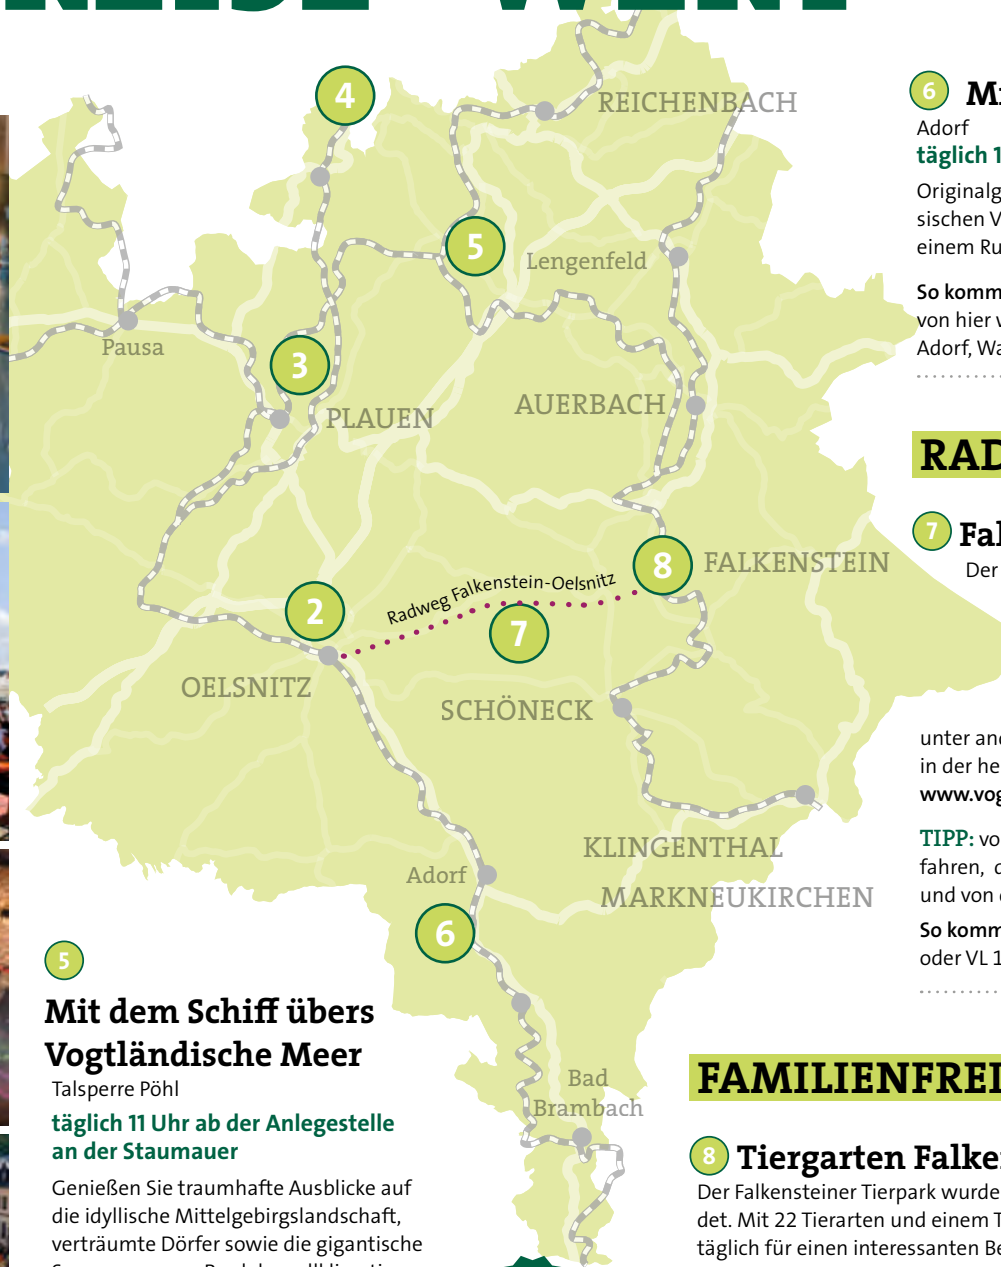 4
REICHENBACH
5
Lengenfeld
Pausa
3
PLAUEN
AUERBACH
8
FALKENSTEIN
Radweg Falkenstein-Oelsnitz
2
7
OELSNITZ
SCHÖNECK
KLINGENTHAL
Adorf
MARKNEUKIRCHEN
6
Bad
Brambach
5
Mit dem Schiff übers
Vogtländische Meer
Talsperre Pöhl
täglich 11 Uhr ab der Anlegestelle
an der Staumauer
Genießen Sie traumhafte Ausblicke auf
die idyllische Mittelgebirgslandschaft,
verträumte Dörfer sowie die gigantische
6
Adorf
täglich 1
sischen V
einem Ru
So komm
von hier v
Adorf, Wa
RAD
7 Fal
Der
unter and
in der he
www.vog
TIPP: vo
fahren, d
und von
So komm
oder VL 1
FAMILIENFREI
8 Tiergarten Falke
Der Falkensteiner Tierpark wurde
det. Mit 22 Tierarten und einem T
täglich für einen interessanten Be